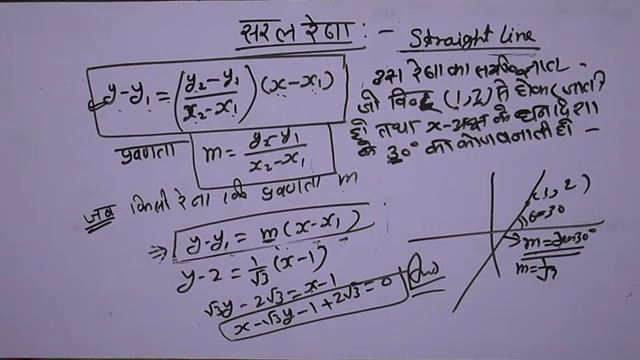 सरल रेखा : - Straight Line
y-y₁ = (y₂-y₁/x₂-x₁) (x-x₁)
प्रवणता m = y₂-y₁/x₂-x₁
जब किसी रेखा की प्रवणता m
⇒ y-y₁ = m(x-x₁)
y-2 = 1/√3 (x-1)
√3y - 2√3 = x-1
x-√3y-1+2√3=0 Ans
उस रेखा का समीकरण
जो बिन्दु (1,2) से होकर जाती
हो तथा x-अक्ष के धनदिशा
के 30° का कोण बनाती हो -
(1, 2)
θ=30
m=tan30°
m=1/√3